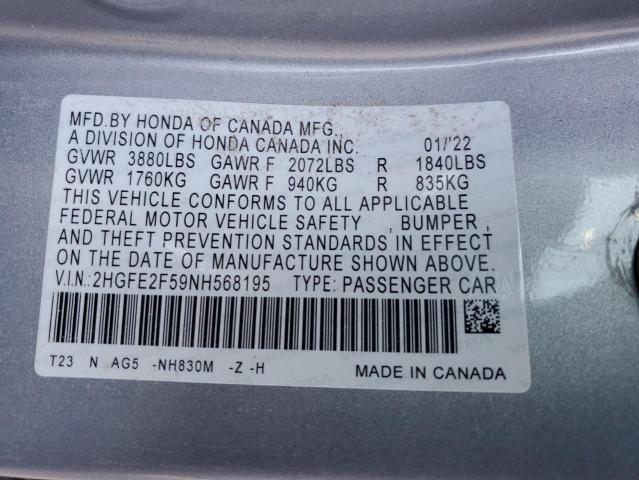 MFD.BY HONDA OF CANADA MFG.,
A DIVISION OF HONDA CANADA INC. 01/'22
GVWR 3880LBS GAWR F 2072LBS R 1840LBS
GVWR 1760KG GAWR F 940KG R 835KG
THIS VEHICLE CONFORMS TO ALL APPLICABLE
FEDERAL MOTOR VEHICLE SAFETY , BUMPER ,
AND THEFT PREVENTION STANDARDS IN EFFECT
ON THE DATE OF MANUFACTURE SHOWN ABOVE.
V.I.N.:2HGFE2F59NH568195 TYPE: PASSENGER CAR
T23 N AG5 -NH830M -Z -H MADE IN CANADA